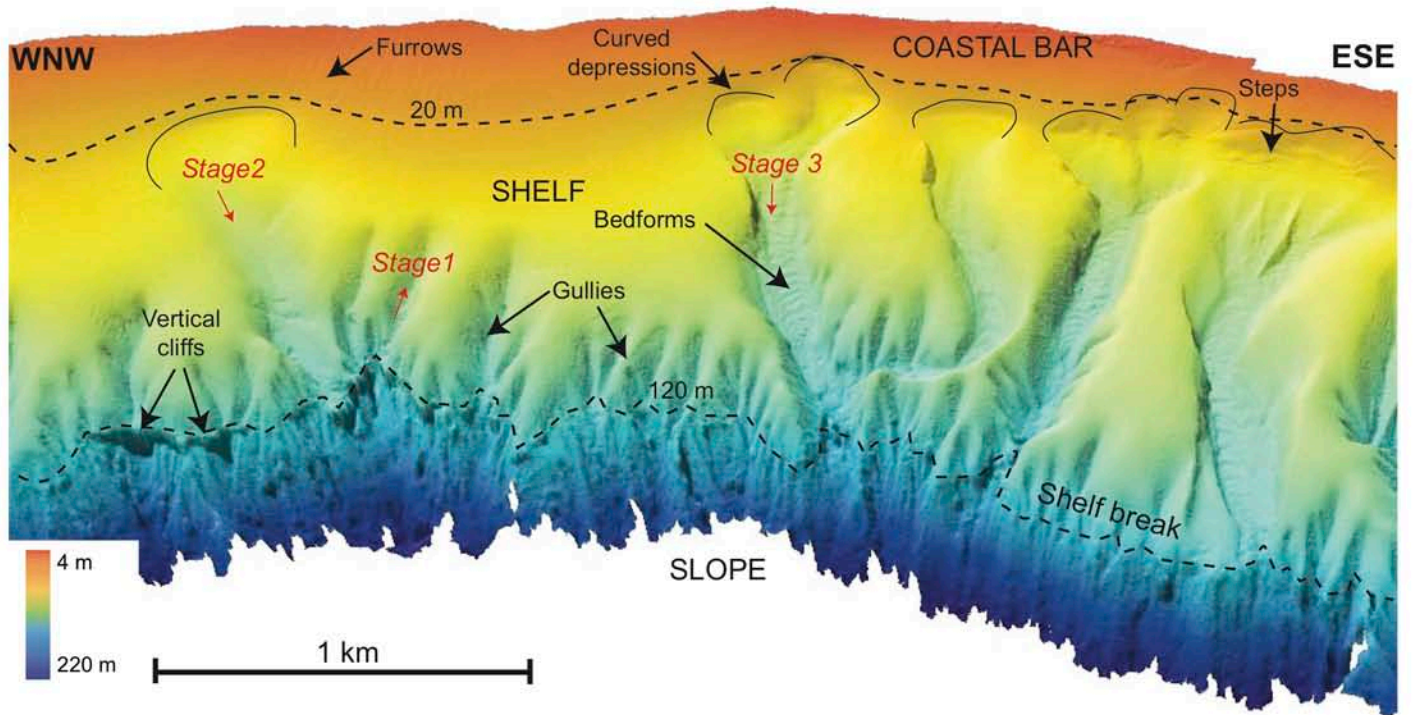 WNW
Furrows
Curved
depressions
COASTAL BAR
ESE
20 m
Steps
Stage2
SHELF
Stage 3
Bedforms
Stage1
Gullies
Vertical
cliffs
120 m
Shelf break
4 m
220 m
SLOPE
1 km